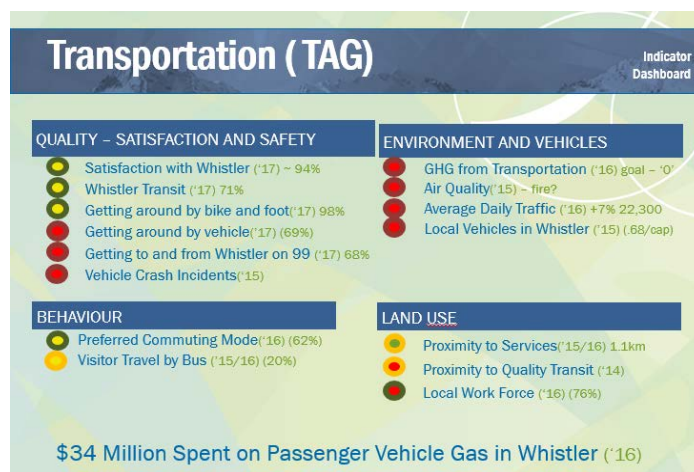 Transportation ( TAG)
Indicator
Dashboard
QUALITY – SATISFACTION AND SAFETY
Satisfaction with Whistler ('17) ~ 94%
Whistler Transit ('17) 71%
Getting around by bike and foot('17) 98%
Getting around by vehicle('17) (69%)
Getting to and from Whistler on 99 ('17) 68%
Vehicle Crash Incidents('15)
ENVIRONMENT AND VEHICLES
GHG from Transportation ('16) goal – '0'
Air Quality('15) – fire?
Average Daily Traffic ('16) +7% 22,300
Local Vehicles in Whistler ('15) (.68/cap)
BEHAVIOUR
Preferred Commuting Mode('16) (62%)
Visitor Travel by Bus ('15/16) (20%)
LAND USE
Proximity to Services('15/16) 1.1km
Proximity to Quality Transit ('14)
Local Work Force ('16) (76%)
$34 Million Spent on Passenger Vehicle Gas in Whistler ('16)